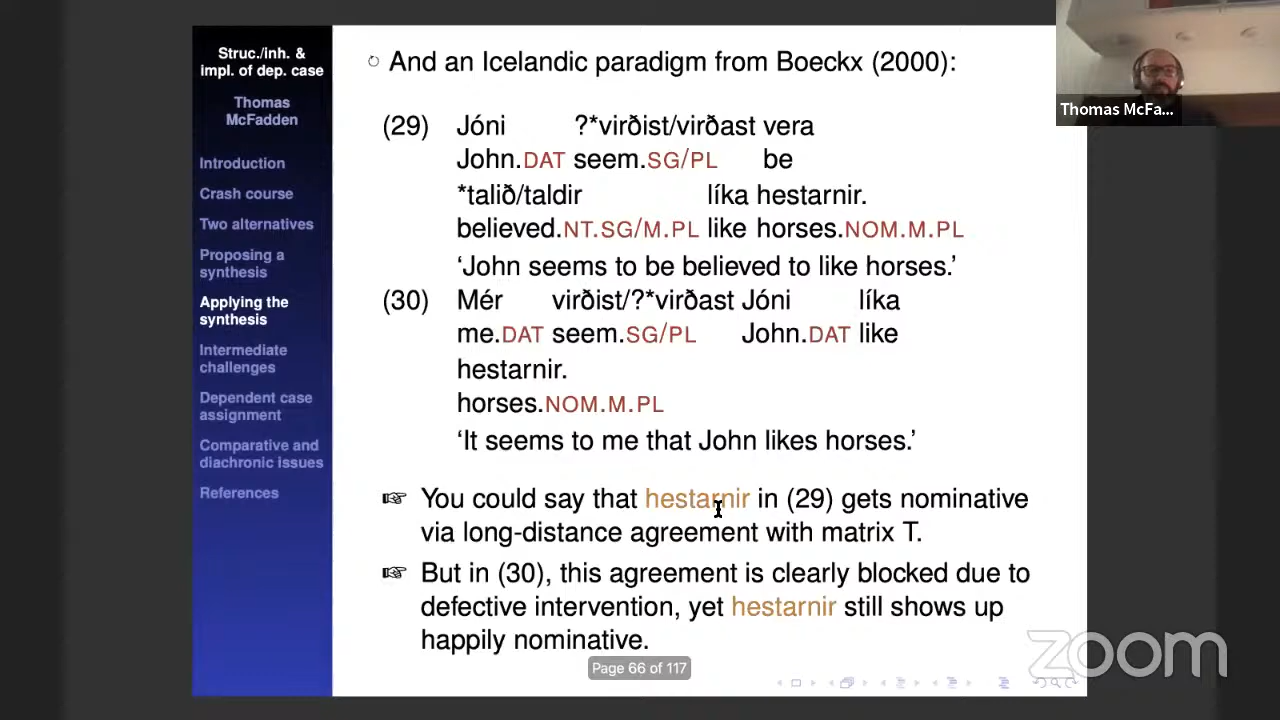 Struc./inh. &
impl. of dep. case
Thomas
McFadden
Introduction
Crash course
Two alternatives
Proposing a
synthesis
Applying the
synthesis
Intermediate
challenges
Dependent case
assignment
Comparative and
diachronic issues
References
And an Icelandic paradigm from Boeckx (2000):
(29) Jóni ?*virðist/virðast vera
John.DAT seem.SG/PL be
*talið/taldir líka hestarnir.
believed.NT.SG/M.PL like horses.NOM.M.PL
‘John seems to be believed to like horses.’
(30) Mér virðist/?*virðast Jóni líka
me.DAT seem.SG/PL John.DAT like
hestarnir.
horses.NOM.M.PL
‘It seems to me that John likes horses.’
☞ You could say that hestarnir in (29) gets nominative
via long-distance agreement with matrix T.
☞ But in (30), this agreement is clearly blocked due to
defective intervention, yet hestarnir still shows up
happily nominative.
Page 66 of 117
Thomas McFa...
zoom